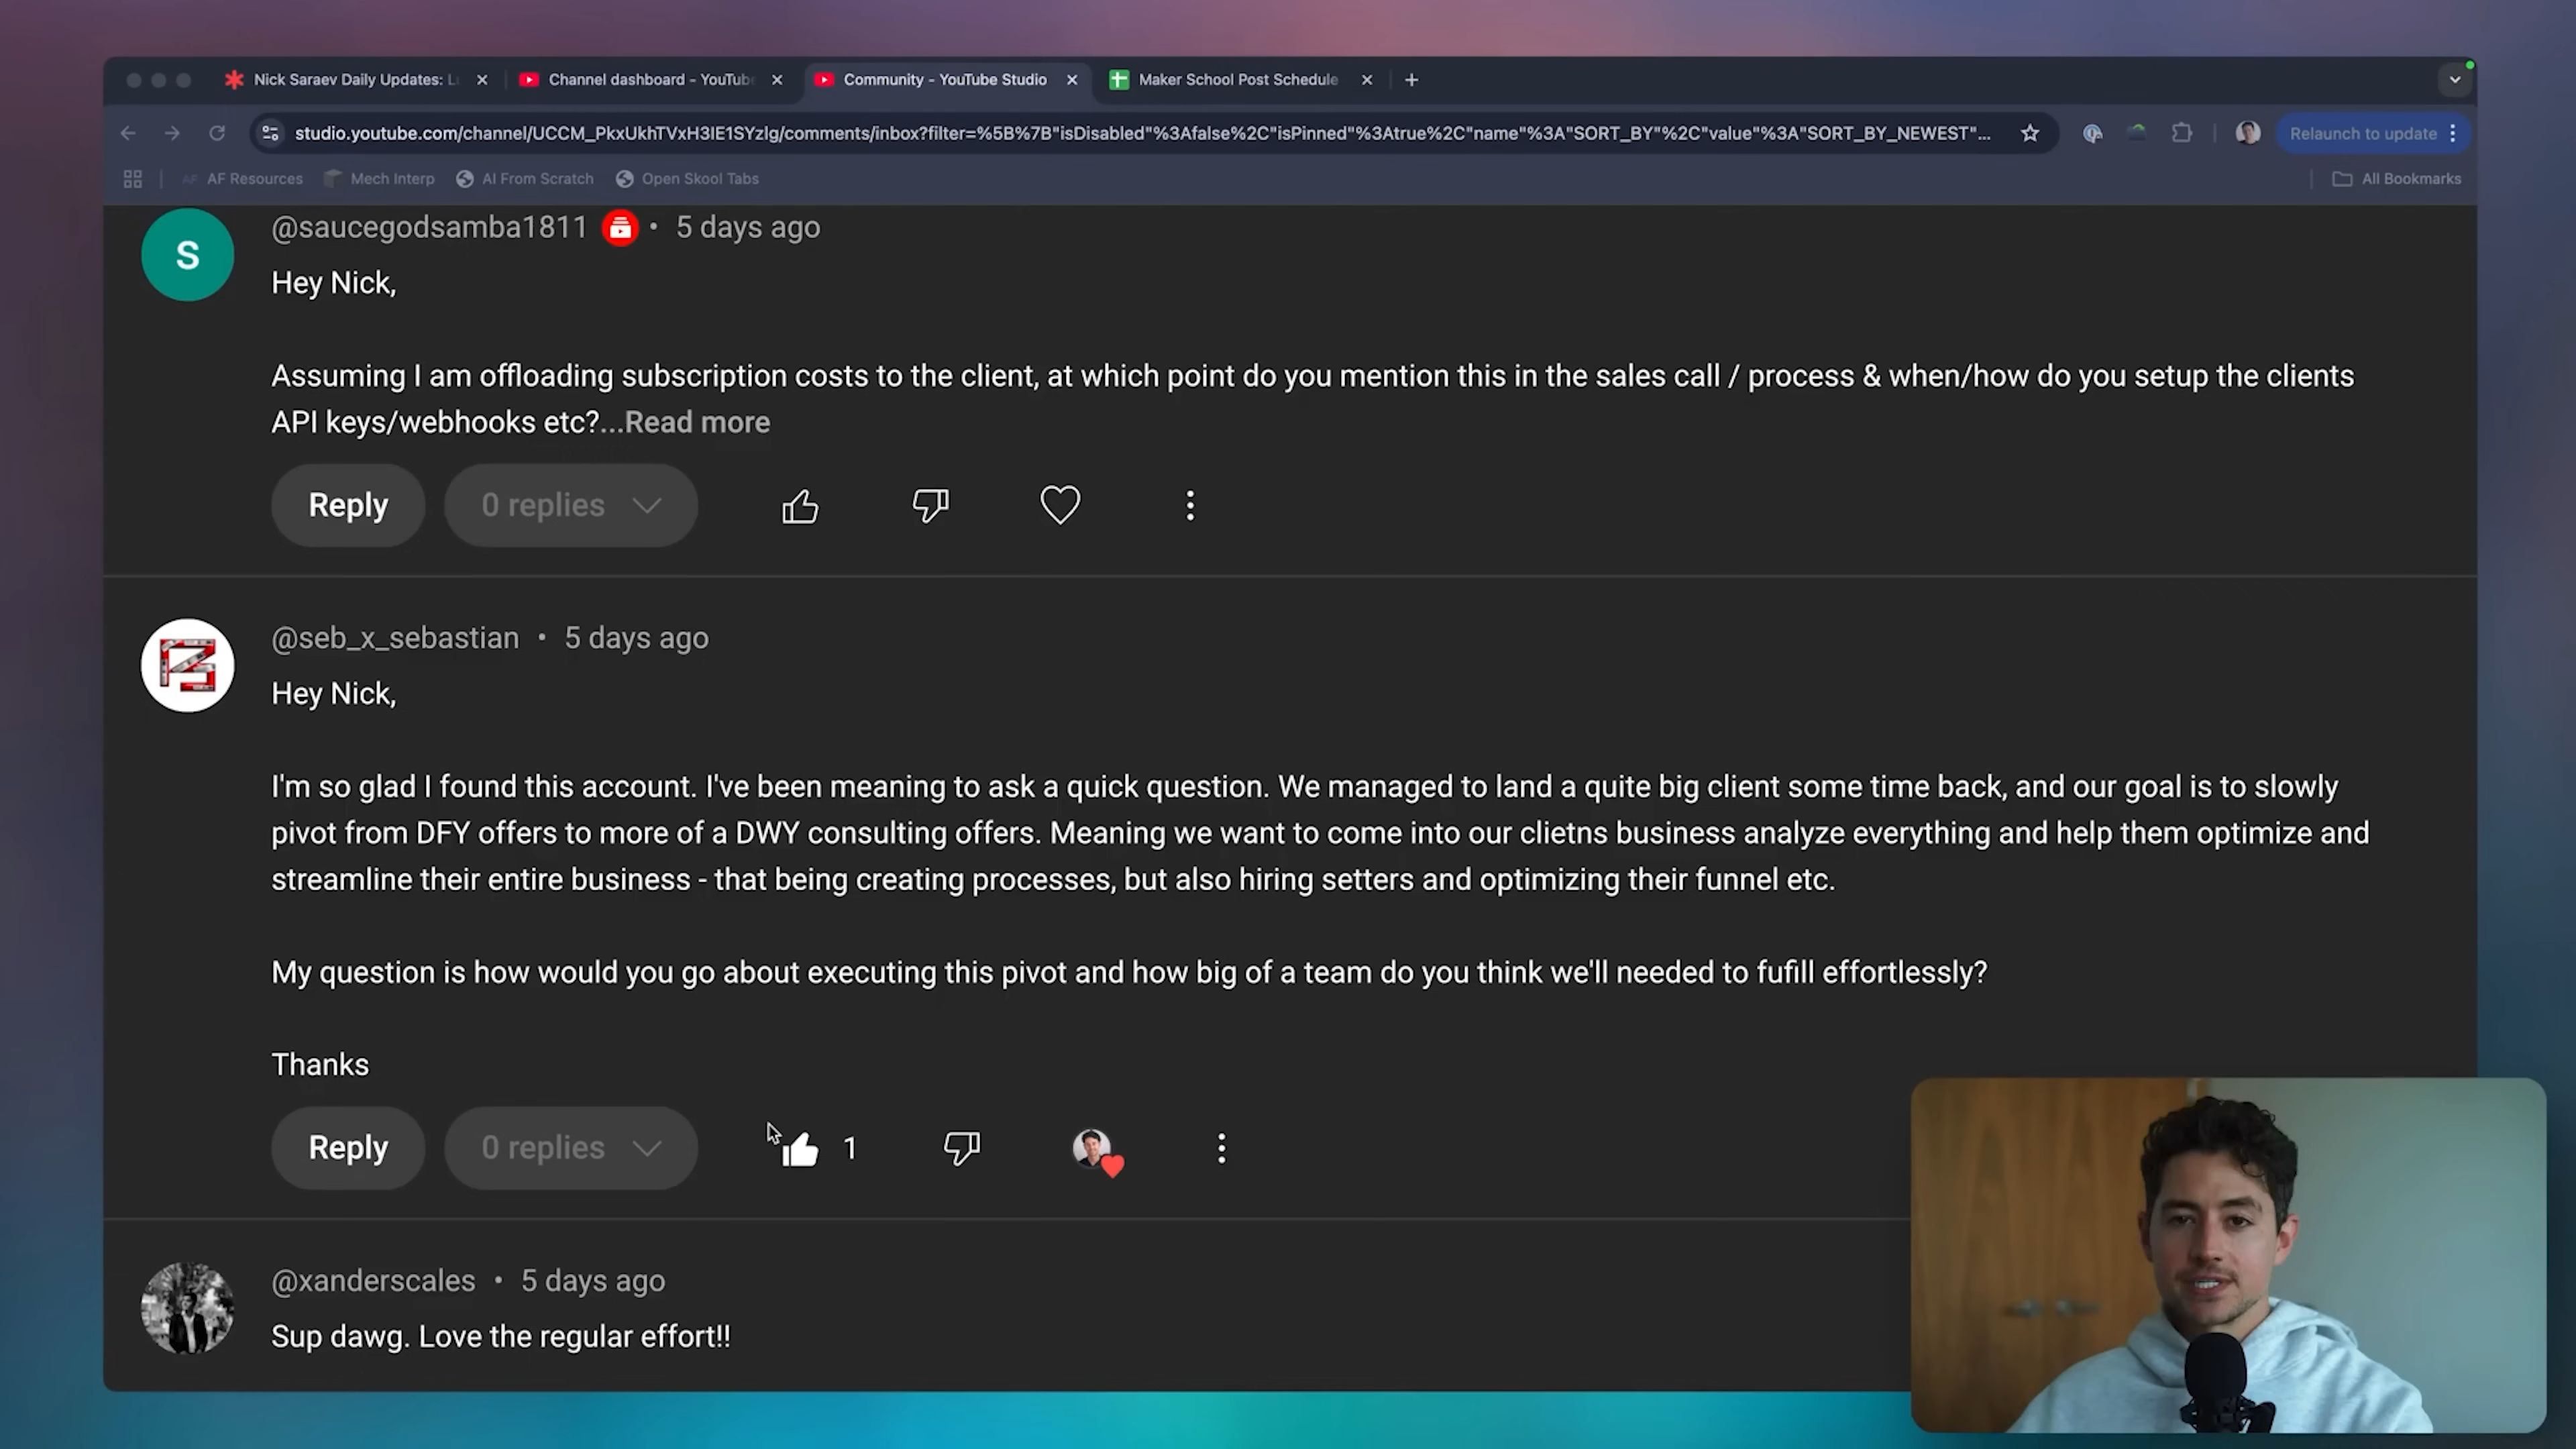 Nick Saraev Daily Updates: L
Channel dashboard - YouTub
Community - YouTube Studio
Maker School Post Schedule
studio.youtube.com/channel/UCCM_PkxUkhTVxH3IE1SYzIg/comments/inbox?filter=%5B%7B"isDisabled"%3Afalse%2C"isPinned"%3Atrue%2C"name"%3A"SORT_BY"%2C"value"%3A"SORT_BY_NEWEST"...
Relaunch to update
AF Resources
Mech Interp
AI From Scratch
Open Skool Tabs
All Bookmarks
S
@saucegodsamba1811 • 5 days ago
Hey Nick,
Assuming I am offloading subscription costs to the client, at which point do you mention this in the sales call / process & when/how do you setup the clients
API keys/webhooks etc?...Read more
Reply
0 replies
@seb_x_sebastian • 5 days ago
Hey Nick,
I'm so glad I found this account. I've been meaning to ask a quick question. We managed to land a quite big client some time back, and our goal is to slowly
pivot from DFY offers to more of a DWY consulting offers. Meaning we want to come into our clietns business analyze everything and help them optimize and
streamline their entire business - that being creating processes, but also hiring setters and optimizing their funnel etc.
My question is how would you go about executing this pivot and how big of a team do you think we'll needed to fufill effortlessly?
Thanks
Reply
0 replies
1
@xanderscales • 5 days ago
Sup dawg. Love the regular effort!!